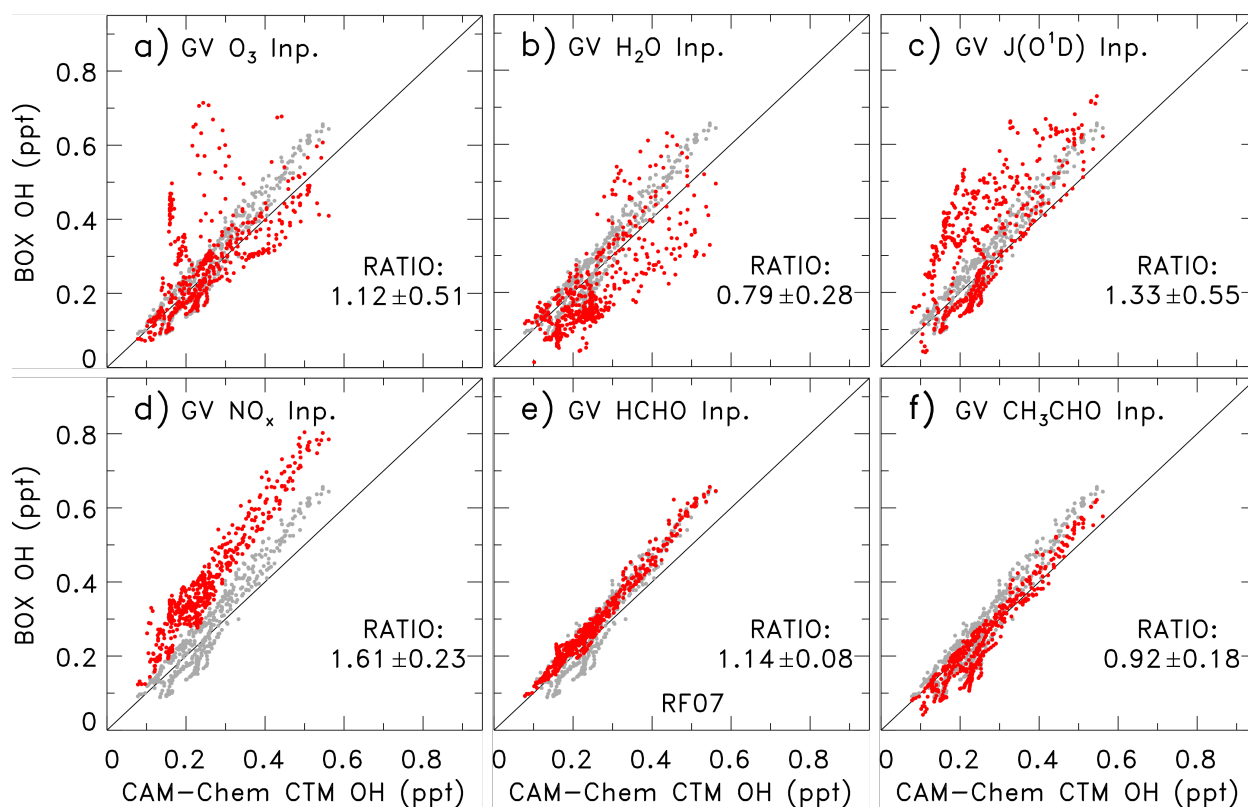 a) GV O₃ Inp.
b) GV H₂O Inp.
c) GV J(O¹D) Inp.
0.8
0.6
0.4
0.2
0
BOX OH (ppt)
RATIO:
1.12±0.51
RATIO:
0.79±0.28
RATIO:
1.33±0.55
d) GV NOₓ Inp.
e) GV HCHO Inp.
f) GV CH₃CHO Inp.
0.8
0.6
0.4
0.2
0
BOX OH (ppt)
RATIO:
1.61±0.23
RATIO:
1.14±0.08
RF07
RATIO:
0.92±0.18
0 0.2 0.4 0.6 0.8
0 0.2 0.4 0.6 0.8
0 0.2 0.4 0.6 0.8
CAM-Chem CTM OH (ppt)
CAM-Chem CTM OH (ppt)
CAM-Chem CTM OH (ppt)